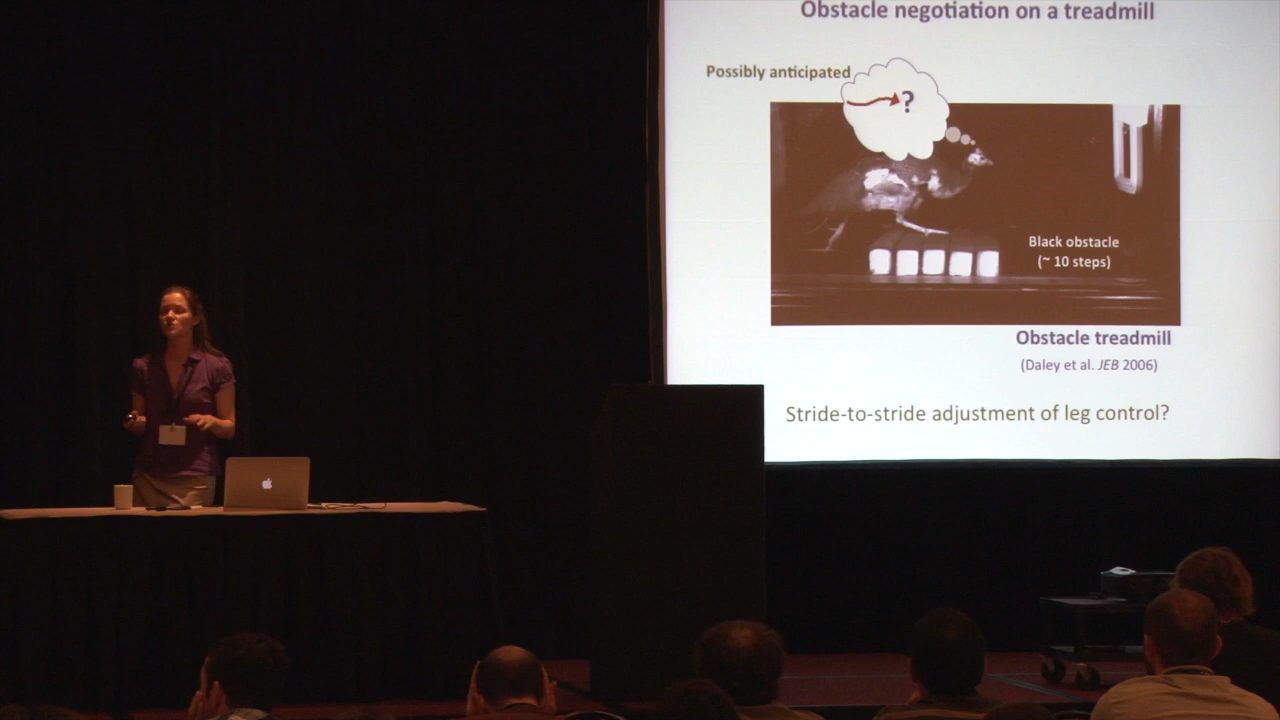 Obstacle negotiation on a treadmill
Possibly anticipated
?
Black obstacle
(~ 10 steps)
Obstacle treadmill
(Daley et al. JEB 2006)
Stride-to-stride adjustment of leg control?